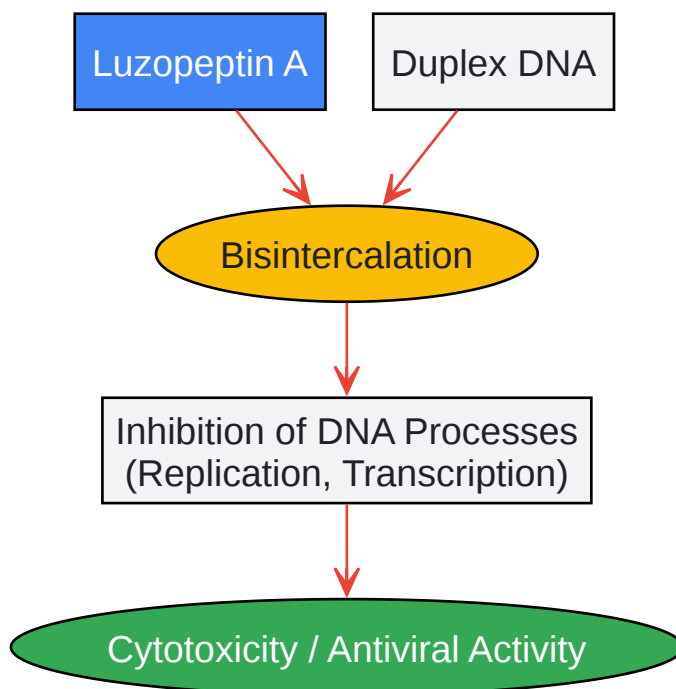 Luzopeptin A
Duplex DNA
Bisintercalation
Inhibition of DNA Processes
(Replication, Transcription)
Cytotoxicity / Antiviral Activity